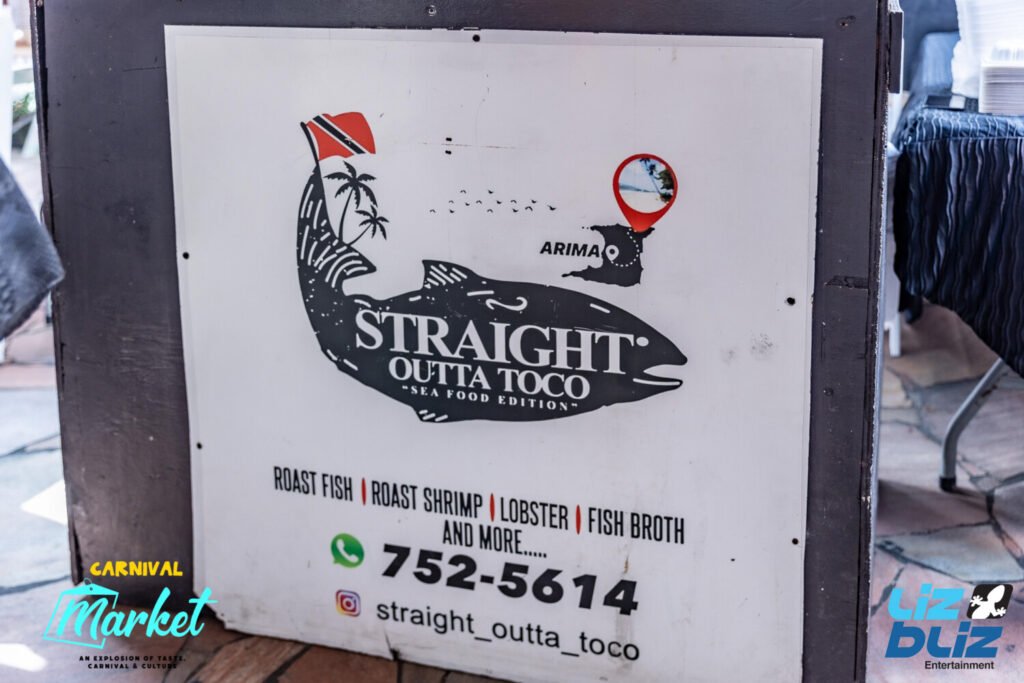 ARIMA
STRAIGHT
OUTTA TOCO
"SEA FOOD EDITION"
ROAST FISH | ROAST SHRIMP | LOBSTER | FISH BROTH
AND MORE.....
752-5614
straight_outta_toco
CARNIVAL
Market
AN EXPLOSION OF TASTE,
CARNIVAL & CULTURE
Liz
bLiz
Entertainment